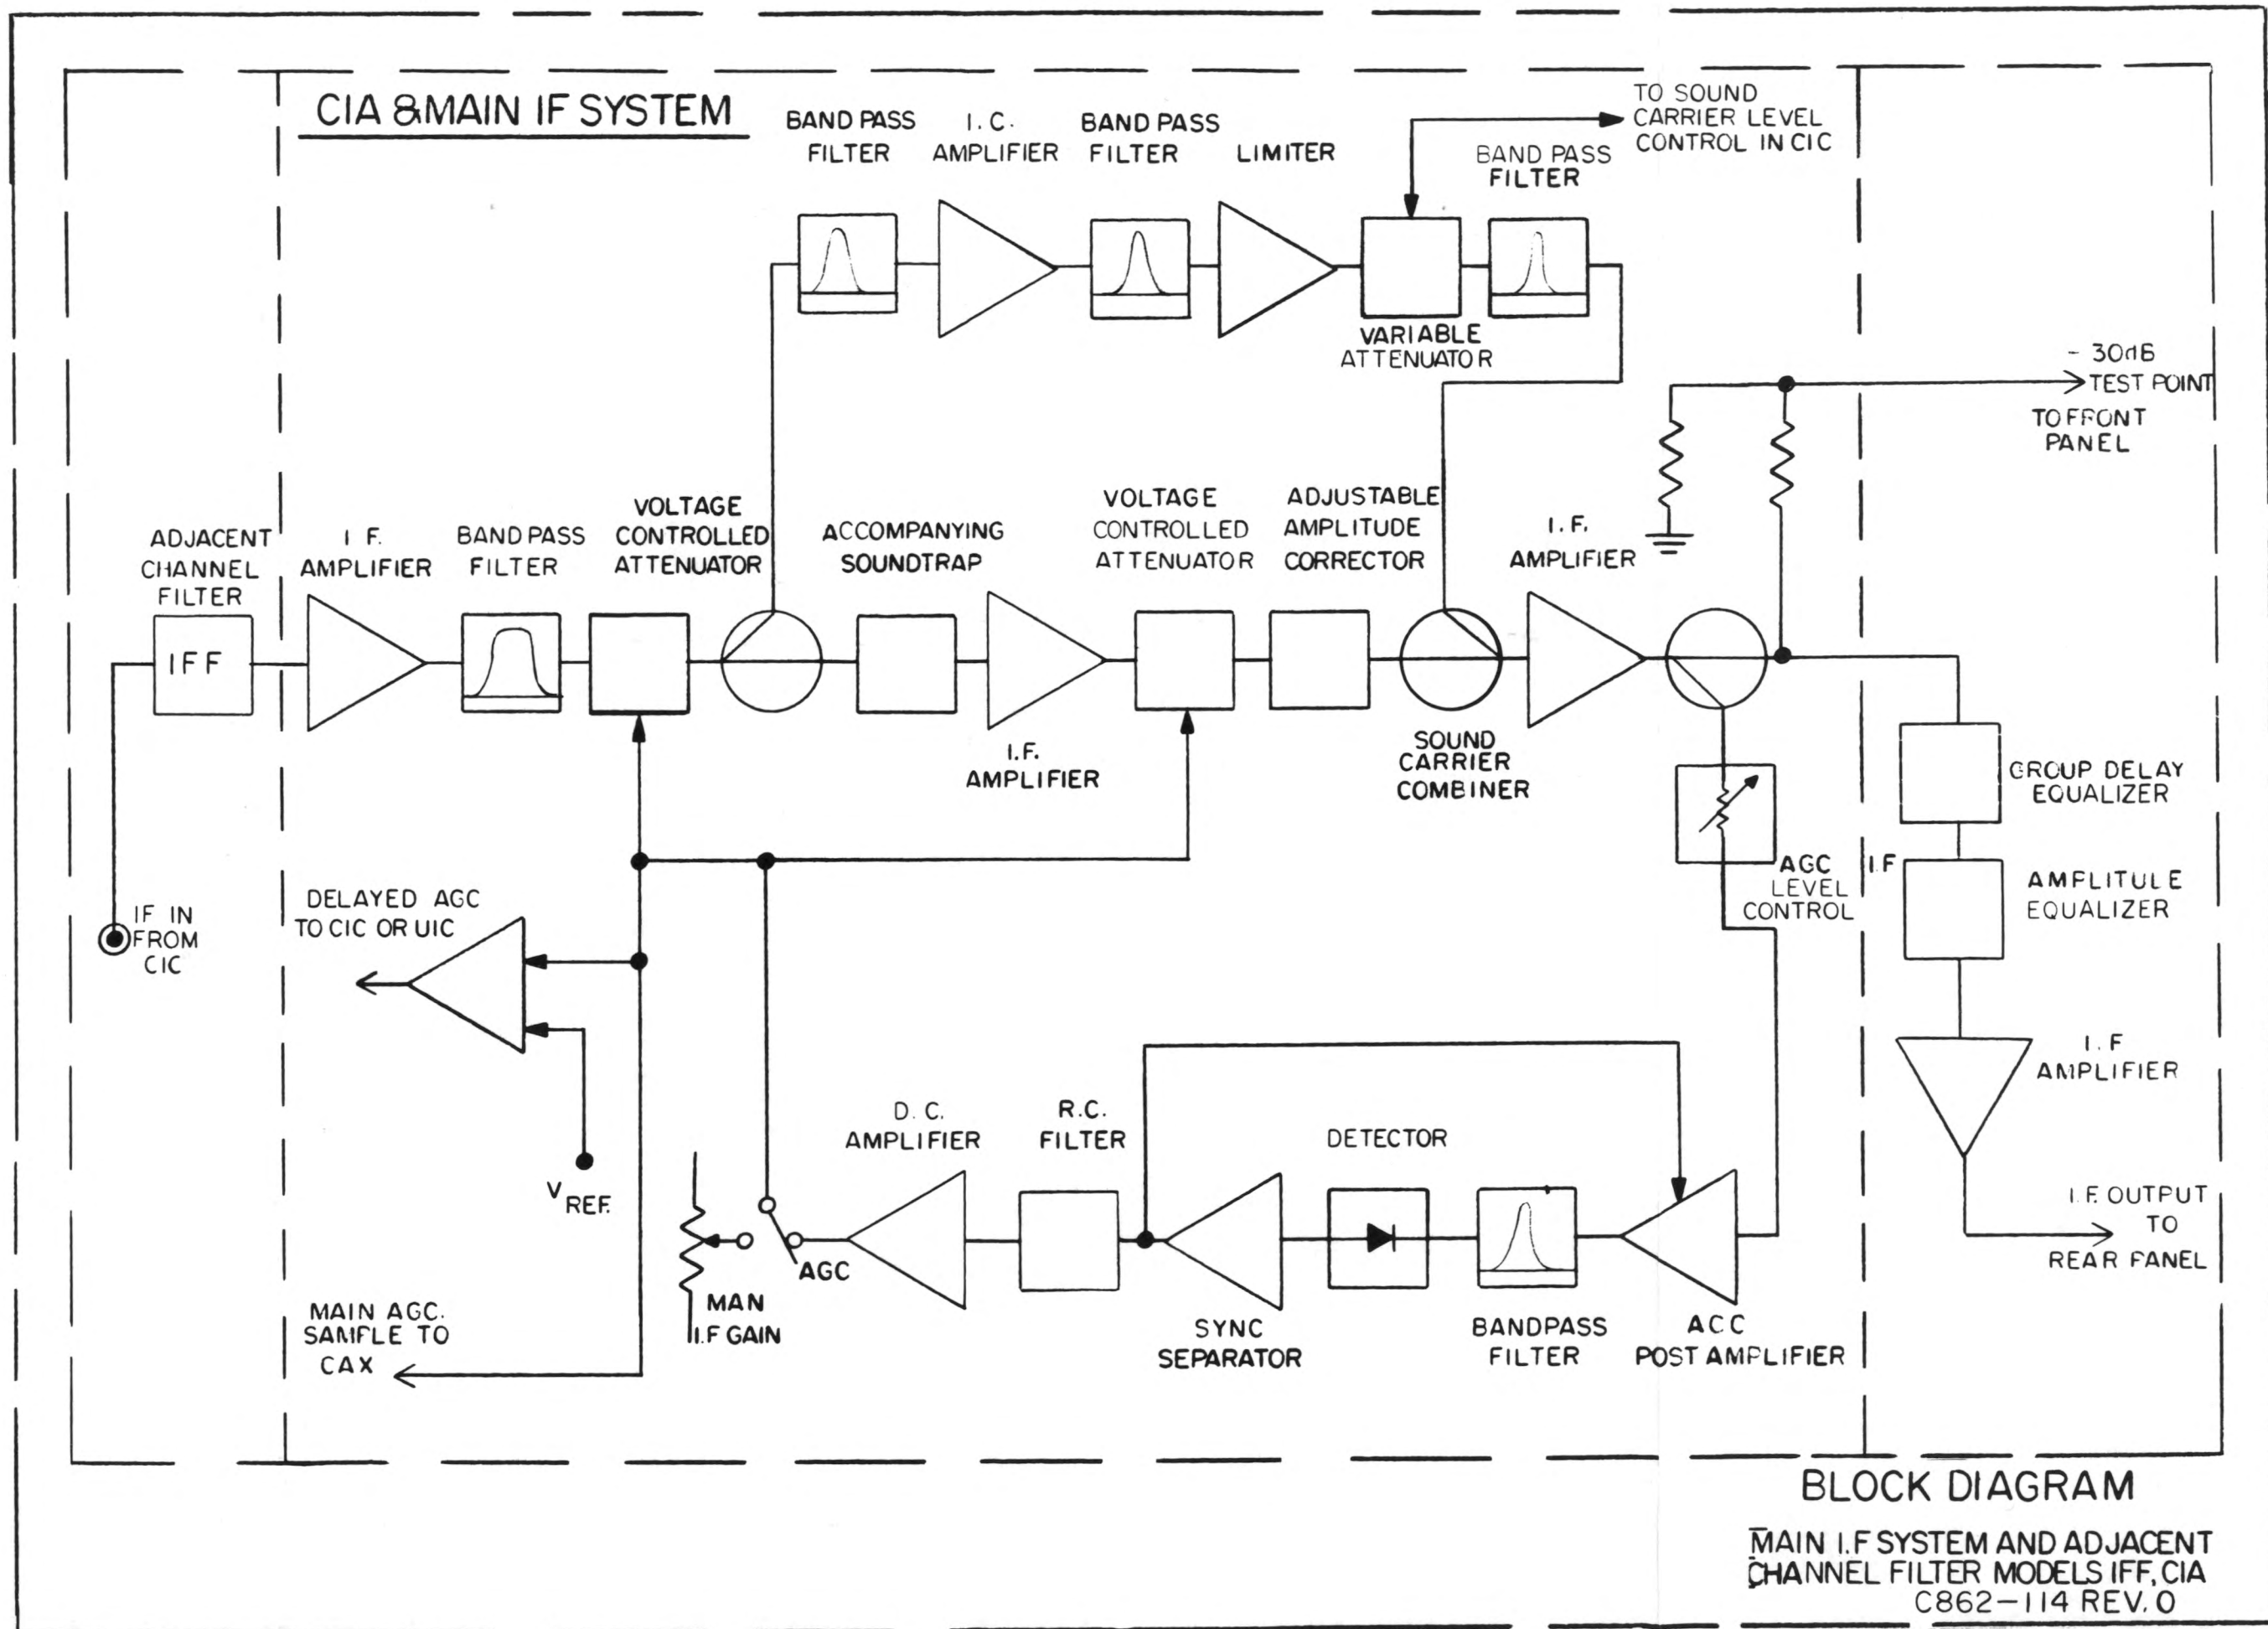 CIA & MAIN IF SYSTEM
BAND PASS
FILTER
I. C.
AMPLIFIER
BAND PASS
FILTER
LIMITER
TO SOUND
CARRIER LEVEL
CONTROL IN CIC
BAND PASS
FILTER
VARIABLE
ATTENUATOR
- 30dB
TEST POINT
TO FRONT
PANEL
ADJACENT
CHANNEL
FILTER
IFF
I F.
AMPLIFIER
BAND PASS
FILTER
VOLTAGE
CONTROLLED
ATTENUATOR
ACCOMPANYING
SOUNDTRAP
I.F.
AMPLIFIER
VOLTAGE
CONTROLLED
ATTENUATOR
ADJUSTABLE
AMPLITUDE
CORRECTOR
SOUND
CARRIER
COMBINER
I.F.
AMPLIFIER
GROUP DELAY
EQUALIZER
AGC
LEVEL
CONTROL
I.F
AMPLITULE
EQUALIZER
IF IN
FROM
CIC
DELAYED AGC
TO CIC OR UIC
V REF.
I.F
AMPLIFIER
D. C.
AMPLIFIER
R.C.
FILTER
DETECTOR
AGC
MAN
I.F GAIN
SYNC
SEPARATOR
BANDPASS
FILTER
ACC
POST AMPLIFIER
I.F. OUTPUT
TO
REAR PANEL
MAIN AGC.
SAMPLE TO
CAX
BLOCK DIAGRAM
MAIN I.F SYSTEM AND ADJACENT
CHANNEL FILTER MODELS IFF, CIA
C862-114 REV. O